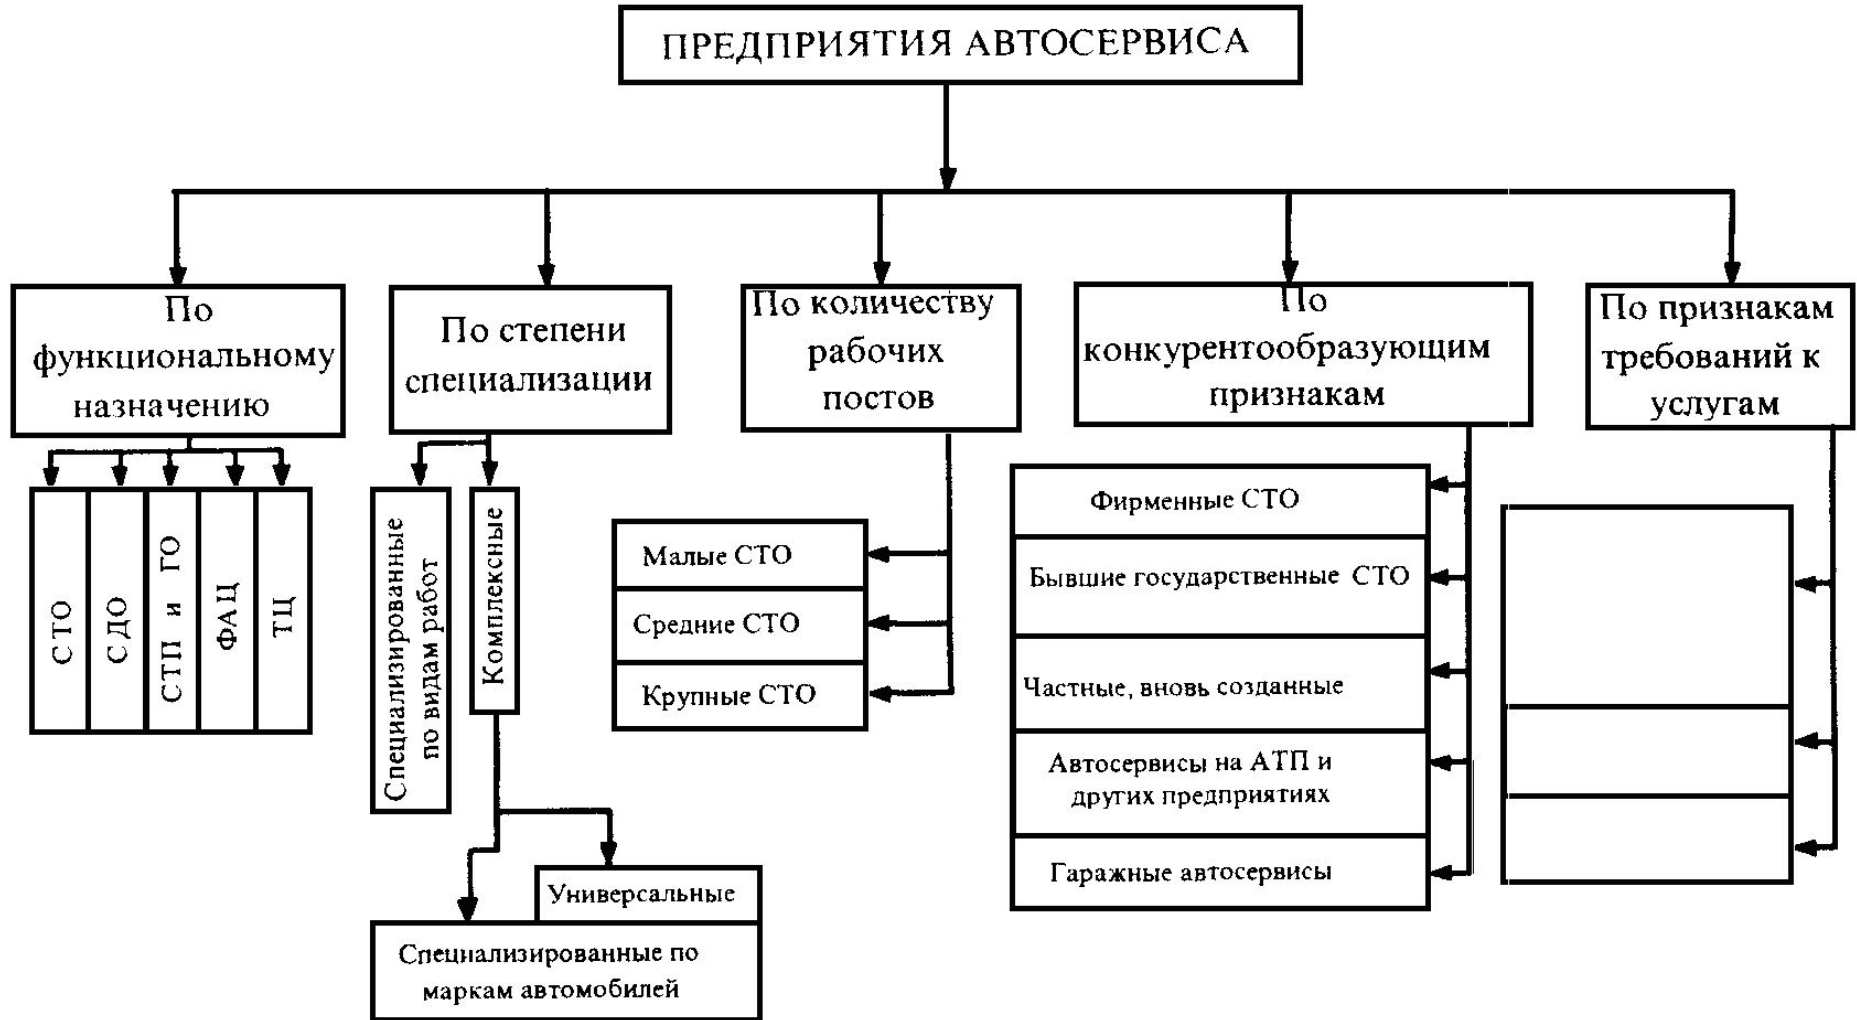 ПРЕДПРИЯТИЯ АВТОСЕРВИСА
По
функциональному
назначению
По степени
специализации
По количеству
рабочих
постов
По
конкурентообразующим
признакам
По признакам
требований к
услугам
СТО
СДО
СТП и ГО
ФАЦ
ТЦ
Специализированные
по видам работ
Комплексные
Малые СТО
Средние СТО
Крупные СТО
Фирменные СТО
Бывшие государственные СТО
Частные, вновь созданные
Автосервисы на АТП и
других предприятиях
Гаражные автосервисы
Универсальные
Специализированные по
маркам автомобилей